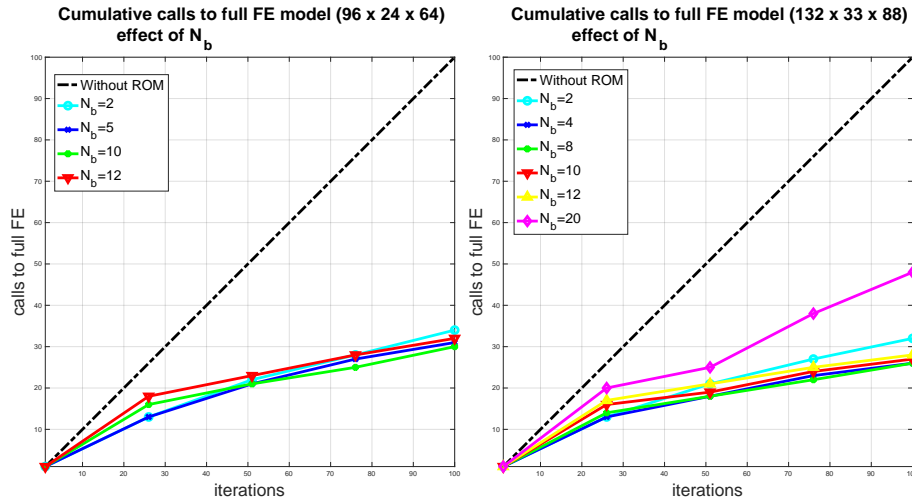 Cumulative calls to full FE model (96 x 24 x 64)
effect of N_b
100
90
80
70
60
50
40
30
20
10
calls to full FE
Without ROM
N_b=2
N_b=5
N_b=10
N_b=12
10 20 30 40 50 60 70 80 90 100
iterations
Cumulative calls to full FE model (132 x 33 x 88)
effect of N_b
100
90
80
70
60
50
40
30
20
10
calls to full FE
Without ROM
N_b=2
N_b=4
N_b=8
N_b=10
N_b=12
N_b=20
10 20 30 40 50 60 70 80 90 100
iterations